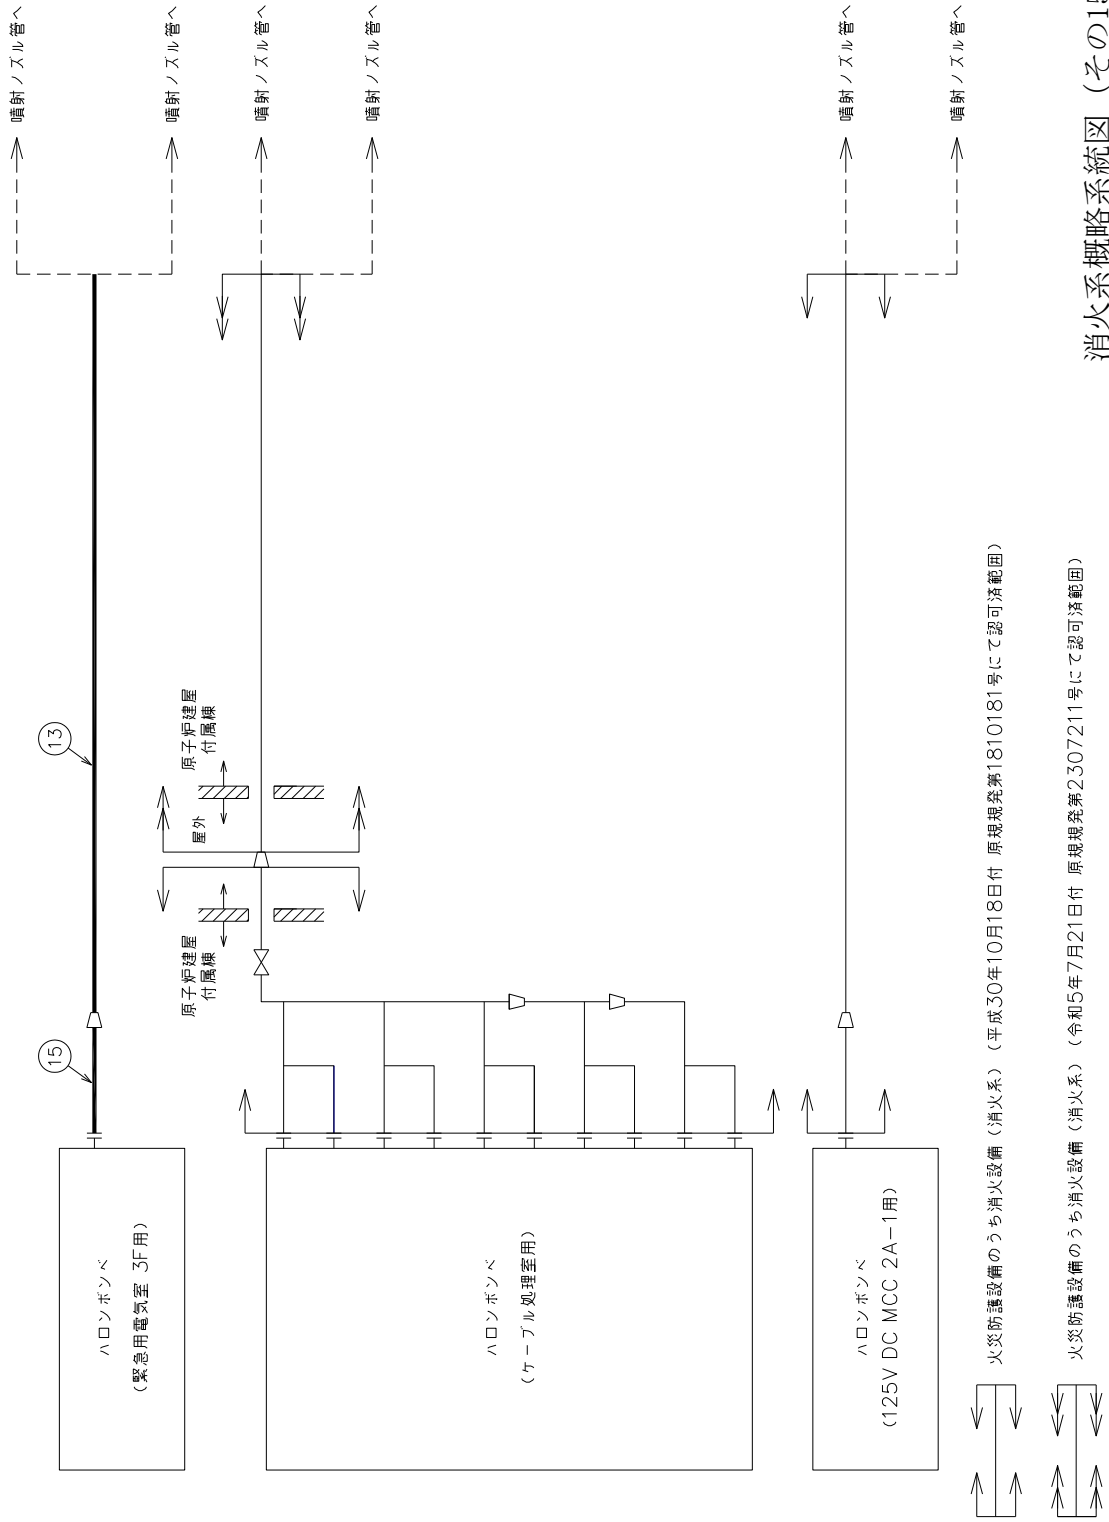 ハロンボンベ
(緊急用電気室 3F用)
15
13
噴射ノズル管へ
噴射ノズル管へ
ハロンボンベ
(ケーブル処理室用)
原子炉建屋
付属棟
屋外
原子炉建屋
付属棟
噴射ノズル管へ
噴射ノズル管へ
ハロンボンベ
(125V DC MCC 2A-1用)
噴射ノズル管へ
噴射ノズル管へ
火災防護設備のうち消火設備(消火系)(平成30年10月18日付 原規規発第1810181号にて認可済範囲)
火災防護設備のうち消火設備(消火系)(令和5年7月21日付 原規規発第2307211号にて認可済範囲)
消火系概略系統図 (その15